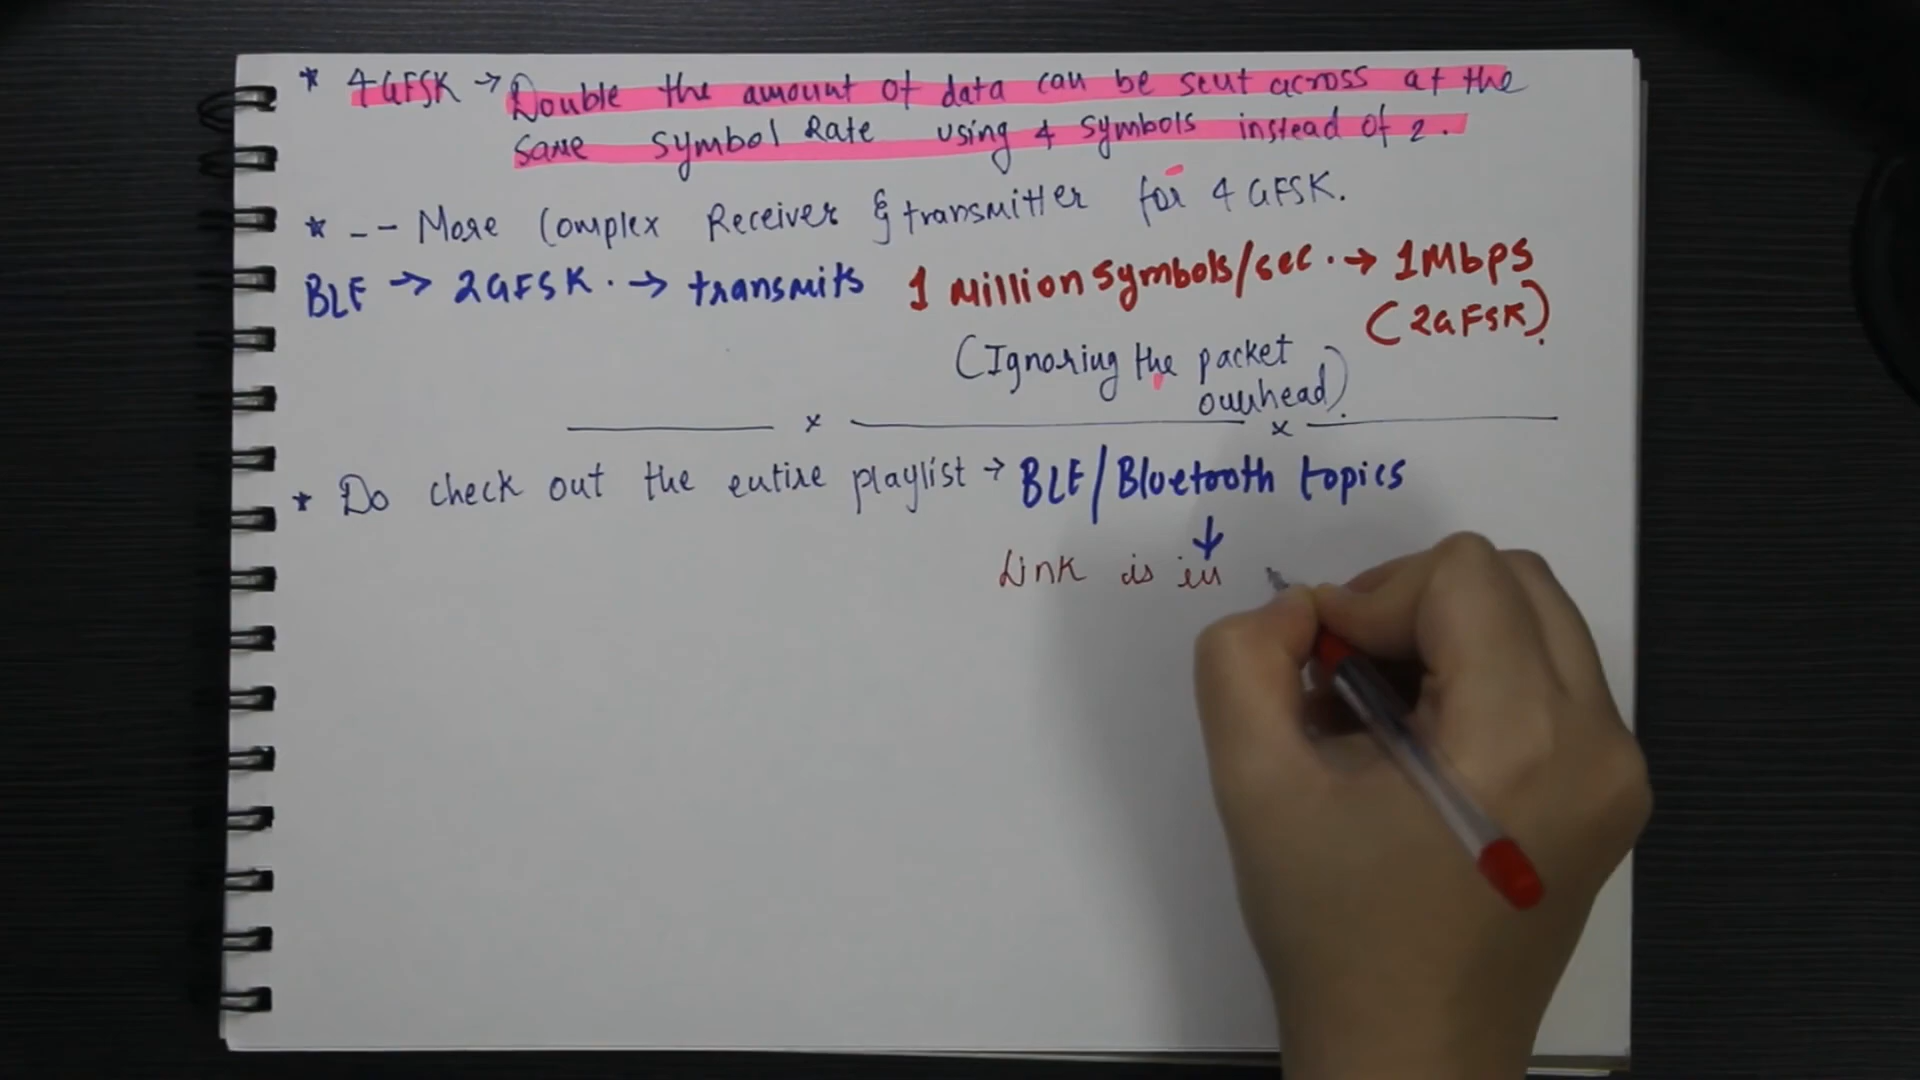 * 4GFSK → Double the amount of data can be sent across at the
same symbol Rate using 4 symbols instead of 2.
* -- More Complex Receiver & transmitter for 4GFSK.
BLE → 2GFSK. → transmits 1 Million symbols/sec. → 1Mbps
(2GFSK).
(Ignoring the packet
overhead).
x x
* Do check out the entire playlist → BLE/Bluetooth topics
↓
Link is in